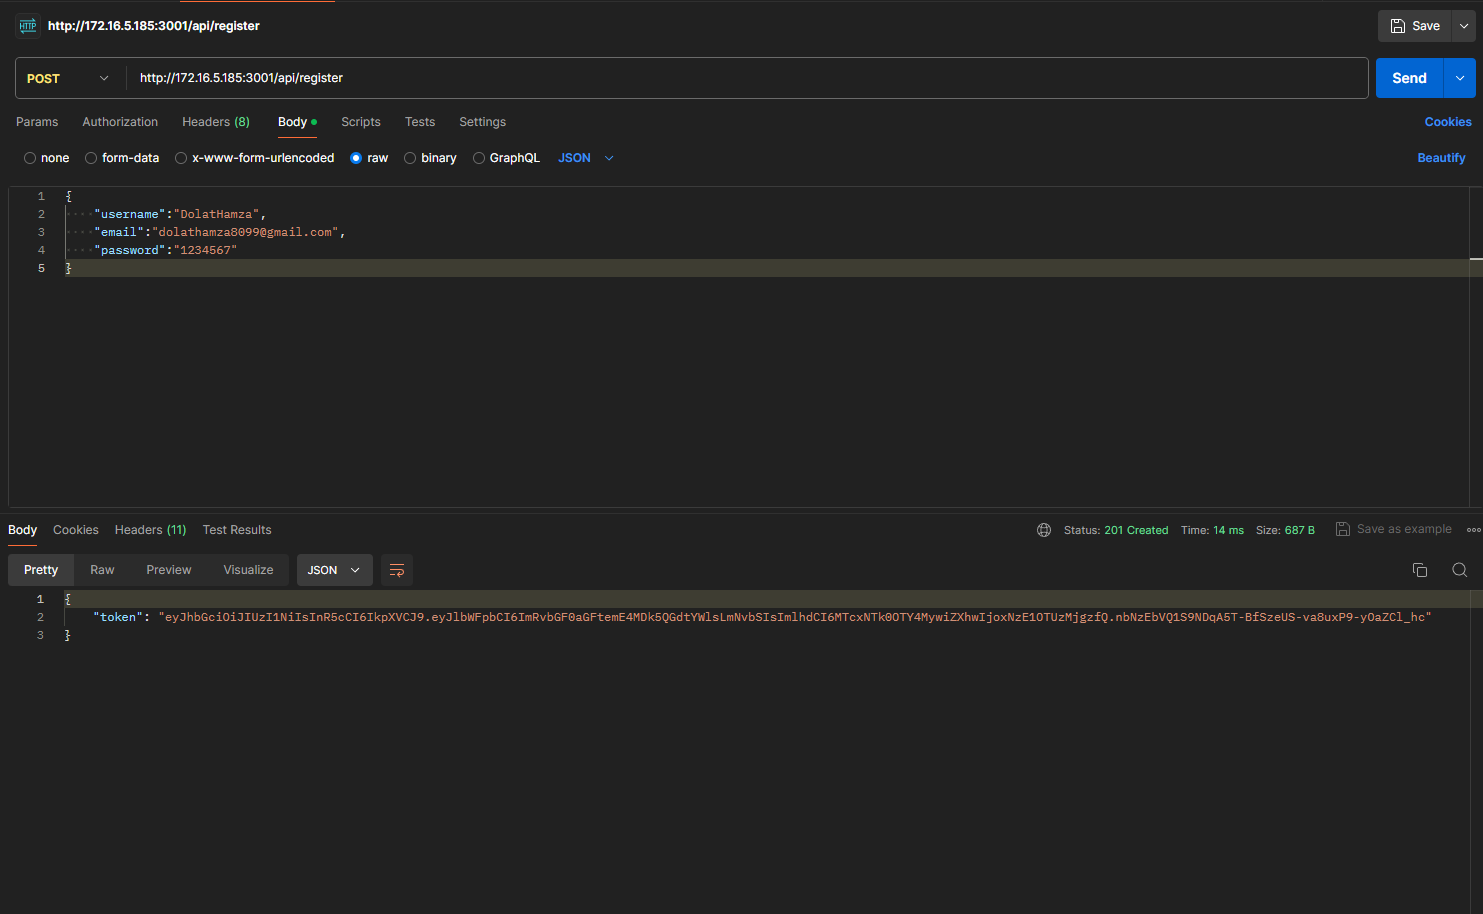 HTTP http://172.16.5.185:3001/api/register Save
POST http://172.16.5.185:3001/api/register Send
Params Authorization Headers (8) Body Scripts Tests Settings Cookies
none form-data x-www-form-urlencoded raw binary GraphQL JSON Beautify
1 {
2 "username":"DolatHamza",
3 "email":"dolathamza8099@gmail.com",
4 "password":"1234567"
5 }
Body Cookies Headers (11) Test Results Status: 201 Created Time: 14 ms Size: 687 B Save as example
Pretty Raw Preview Visualize JSON
1 {
2 "token": "eyJhbGciOiJIUzI1NiIsInR5cCI6IkpXVCJ9.eyJlbWFpbCI6ImRvbGF0aGFtemE4MDk5QGdtYWlsLmNvbSIsImlhdCI6MTcxNTk0OTY4MywiZXhwIjoxNzE1OTUzMjgzfQ.nbNzEbVQ1S9NDqA5T-BfSzeUS-va8uxP9-yOaZCl_hc"
3 }